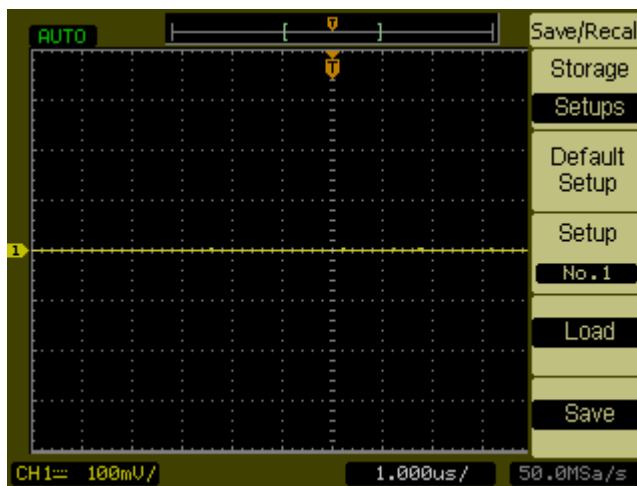 AUTO
T
Save/Recal
T
Storage
Setups
Default
Setup
1
Setup
No.1
Load
Save
CH1 100mV/
1.000us/
50.0MSa/s